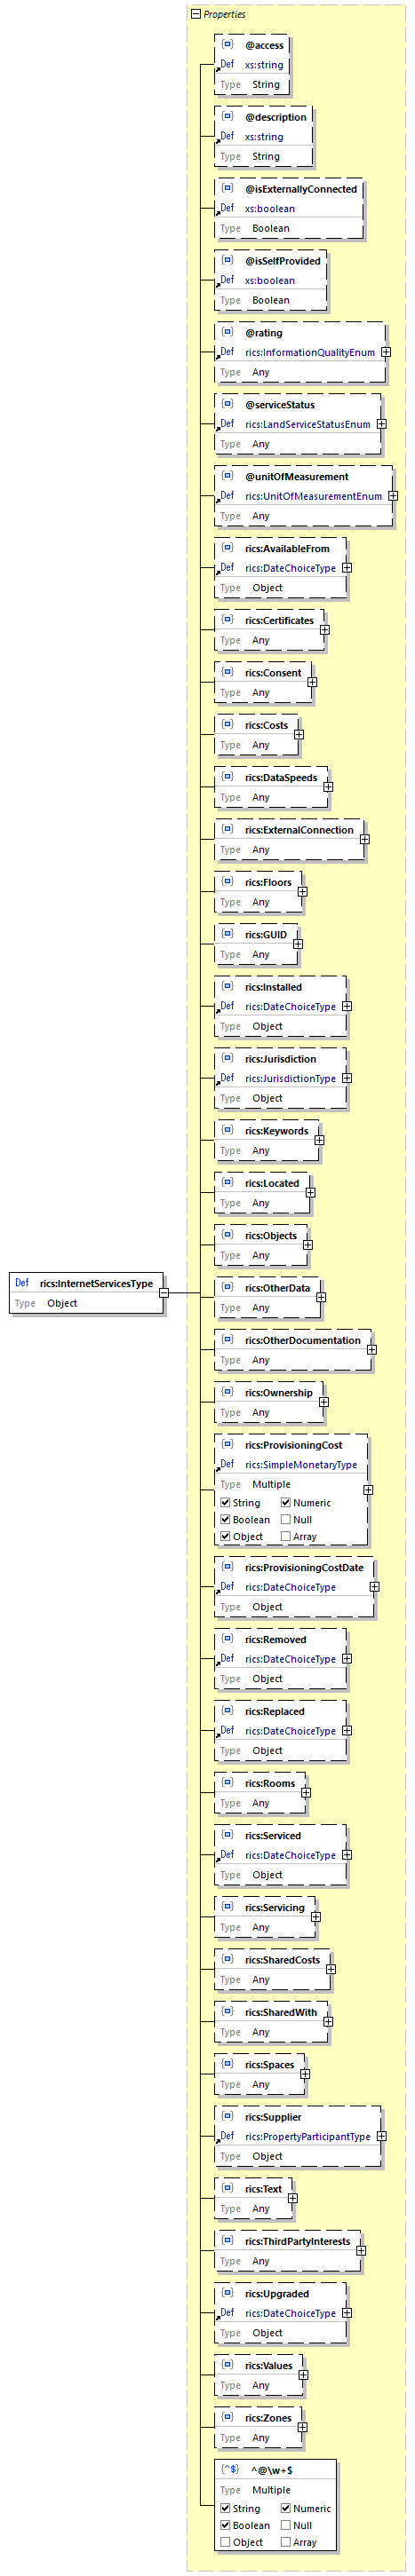 Properties
@access
Def xs:string
Type String
@description
Def xs:string
Type String
@isExternallyConnected
Def xs:boolean
Type Boolean
@isSelfProvided
Def xs:boolean
Type Boolean
@rating
Def rics:InformationQualityEnum
Type Any
@serviceStatus
Def rics:LandServiceStatusEnum
Type Any
@unitOfMeasurement
Def rics:UnitOfMeasurementEnum
Type Any
rics:AvailableFrom
Def rics:DateChoiceType
Type Object
rics:Certificates
Type Any
rics:Consent
Type Any
rics:Costs
Type Any
rics:DataSpeeds
Type Any
rics:ExternalConnection
Type Any
rics:Floors
Type Any
rics:GUID
Type Any
rics:Installed
Def rics:DateChoiceType
Type Object
rics:Jurisdiction
Def rics:JurisdictionType
Type Object
rics:Keywords
Type Any
rics:Located
Type Any
rics:Objects
Type Any
Def rics:InternetServicesType
Type Object
rics:OtherData
Type Any
rics:OtherDocumentation
Type Any
rics:Ownership
Type Any
rics:ProvisioningCost
Def rics:SimpleMonetaryType
Type Multiple
String Numeric
Boolean Null
Object Array
rics:ProvisioningCostDate
Def rics:DateChoiceType
Type Object
rics:Removed
Def rics:DateChoiceType
Type Object
rics:Replaced
Def rics:DateChoiceType
Type Object
rics:Rooms
Type Any
rics:Serviced
Def rics:DateChoiceType
Type Object
rics:Servicing
Type Any
rics:SharedCosts
Type Any
rics:SharedWith
Type Any
rics:Spaces
Type Any
rics:Supplier
Def rics:PropertyParticipantType
Type Object
rics:Text
Type Any
rics:ThirdPartyInterests
Type Any
rics:Upgraded
Def rics:DateChoiceType
Type Object
rics:Values
Type Any
rics:Zones
Type Any
{^$} ^@\w+$
Type Multiple
String Numeric
Boolean Null
Object Array